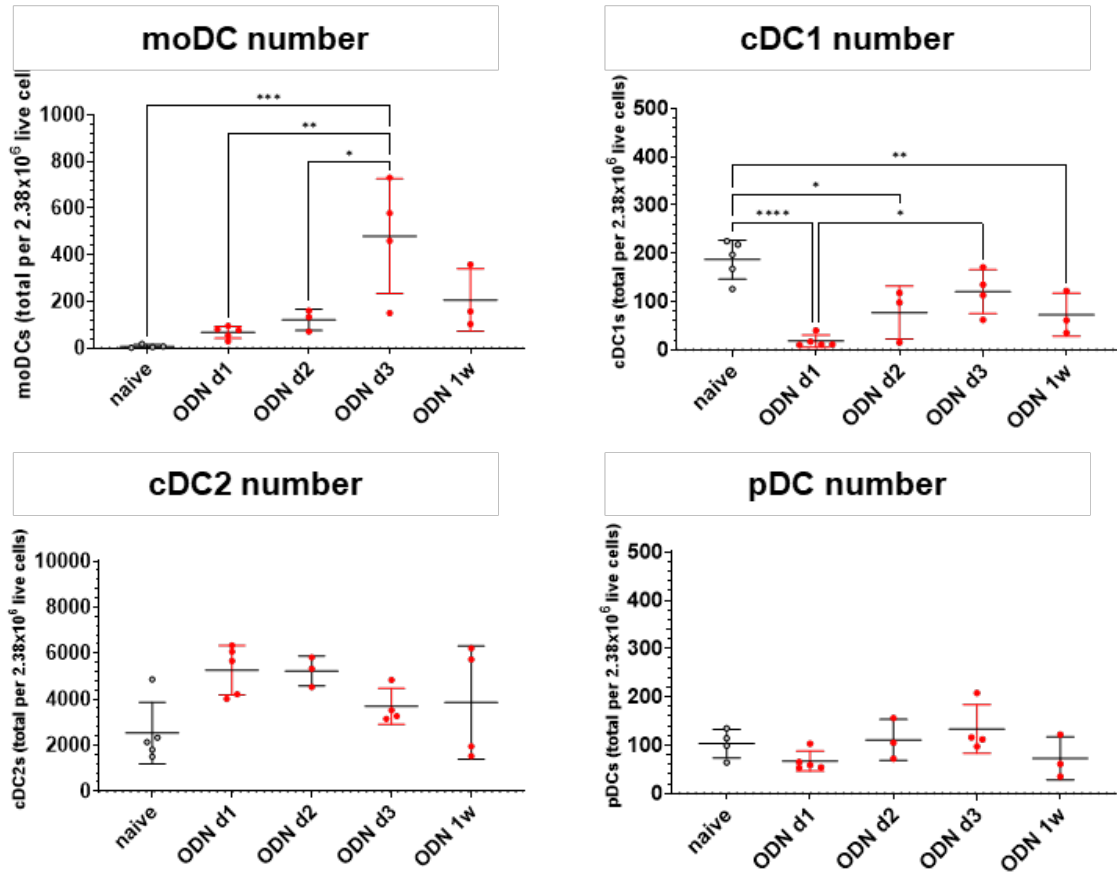 moDC number
moDCs (total per 2.38x10⁶ live cells)
1000
800
600
400
200
0
***
**
*
naive
ODN d1
ODN d2
ODN d3
ODN 1w
cDC1 number
cDC1s (total per 2.38x10⁶ live cells)
500
400
300
200
100
0
**
*
****
*
naive
ODN d1
ODN d2
ODN d3
ODN 1w
cDC2 number
cDC2s (total per 2.38x10⁶ live cells)
10000
8000
6000
4000
2000
0
naive
ODN d1
ODN d2
ODN d3
ODN 1w
pDC number
pDCs (total per 2.38x10⁶ live cells)
500
400
300
200
100
0
naive
ODN d1
ODN d2
ODN d3
ODN 1w